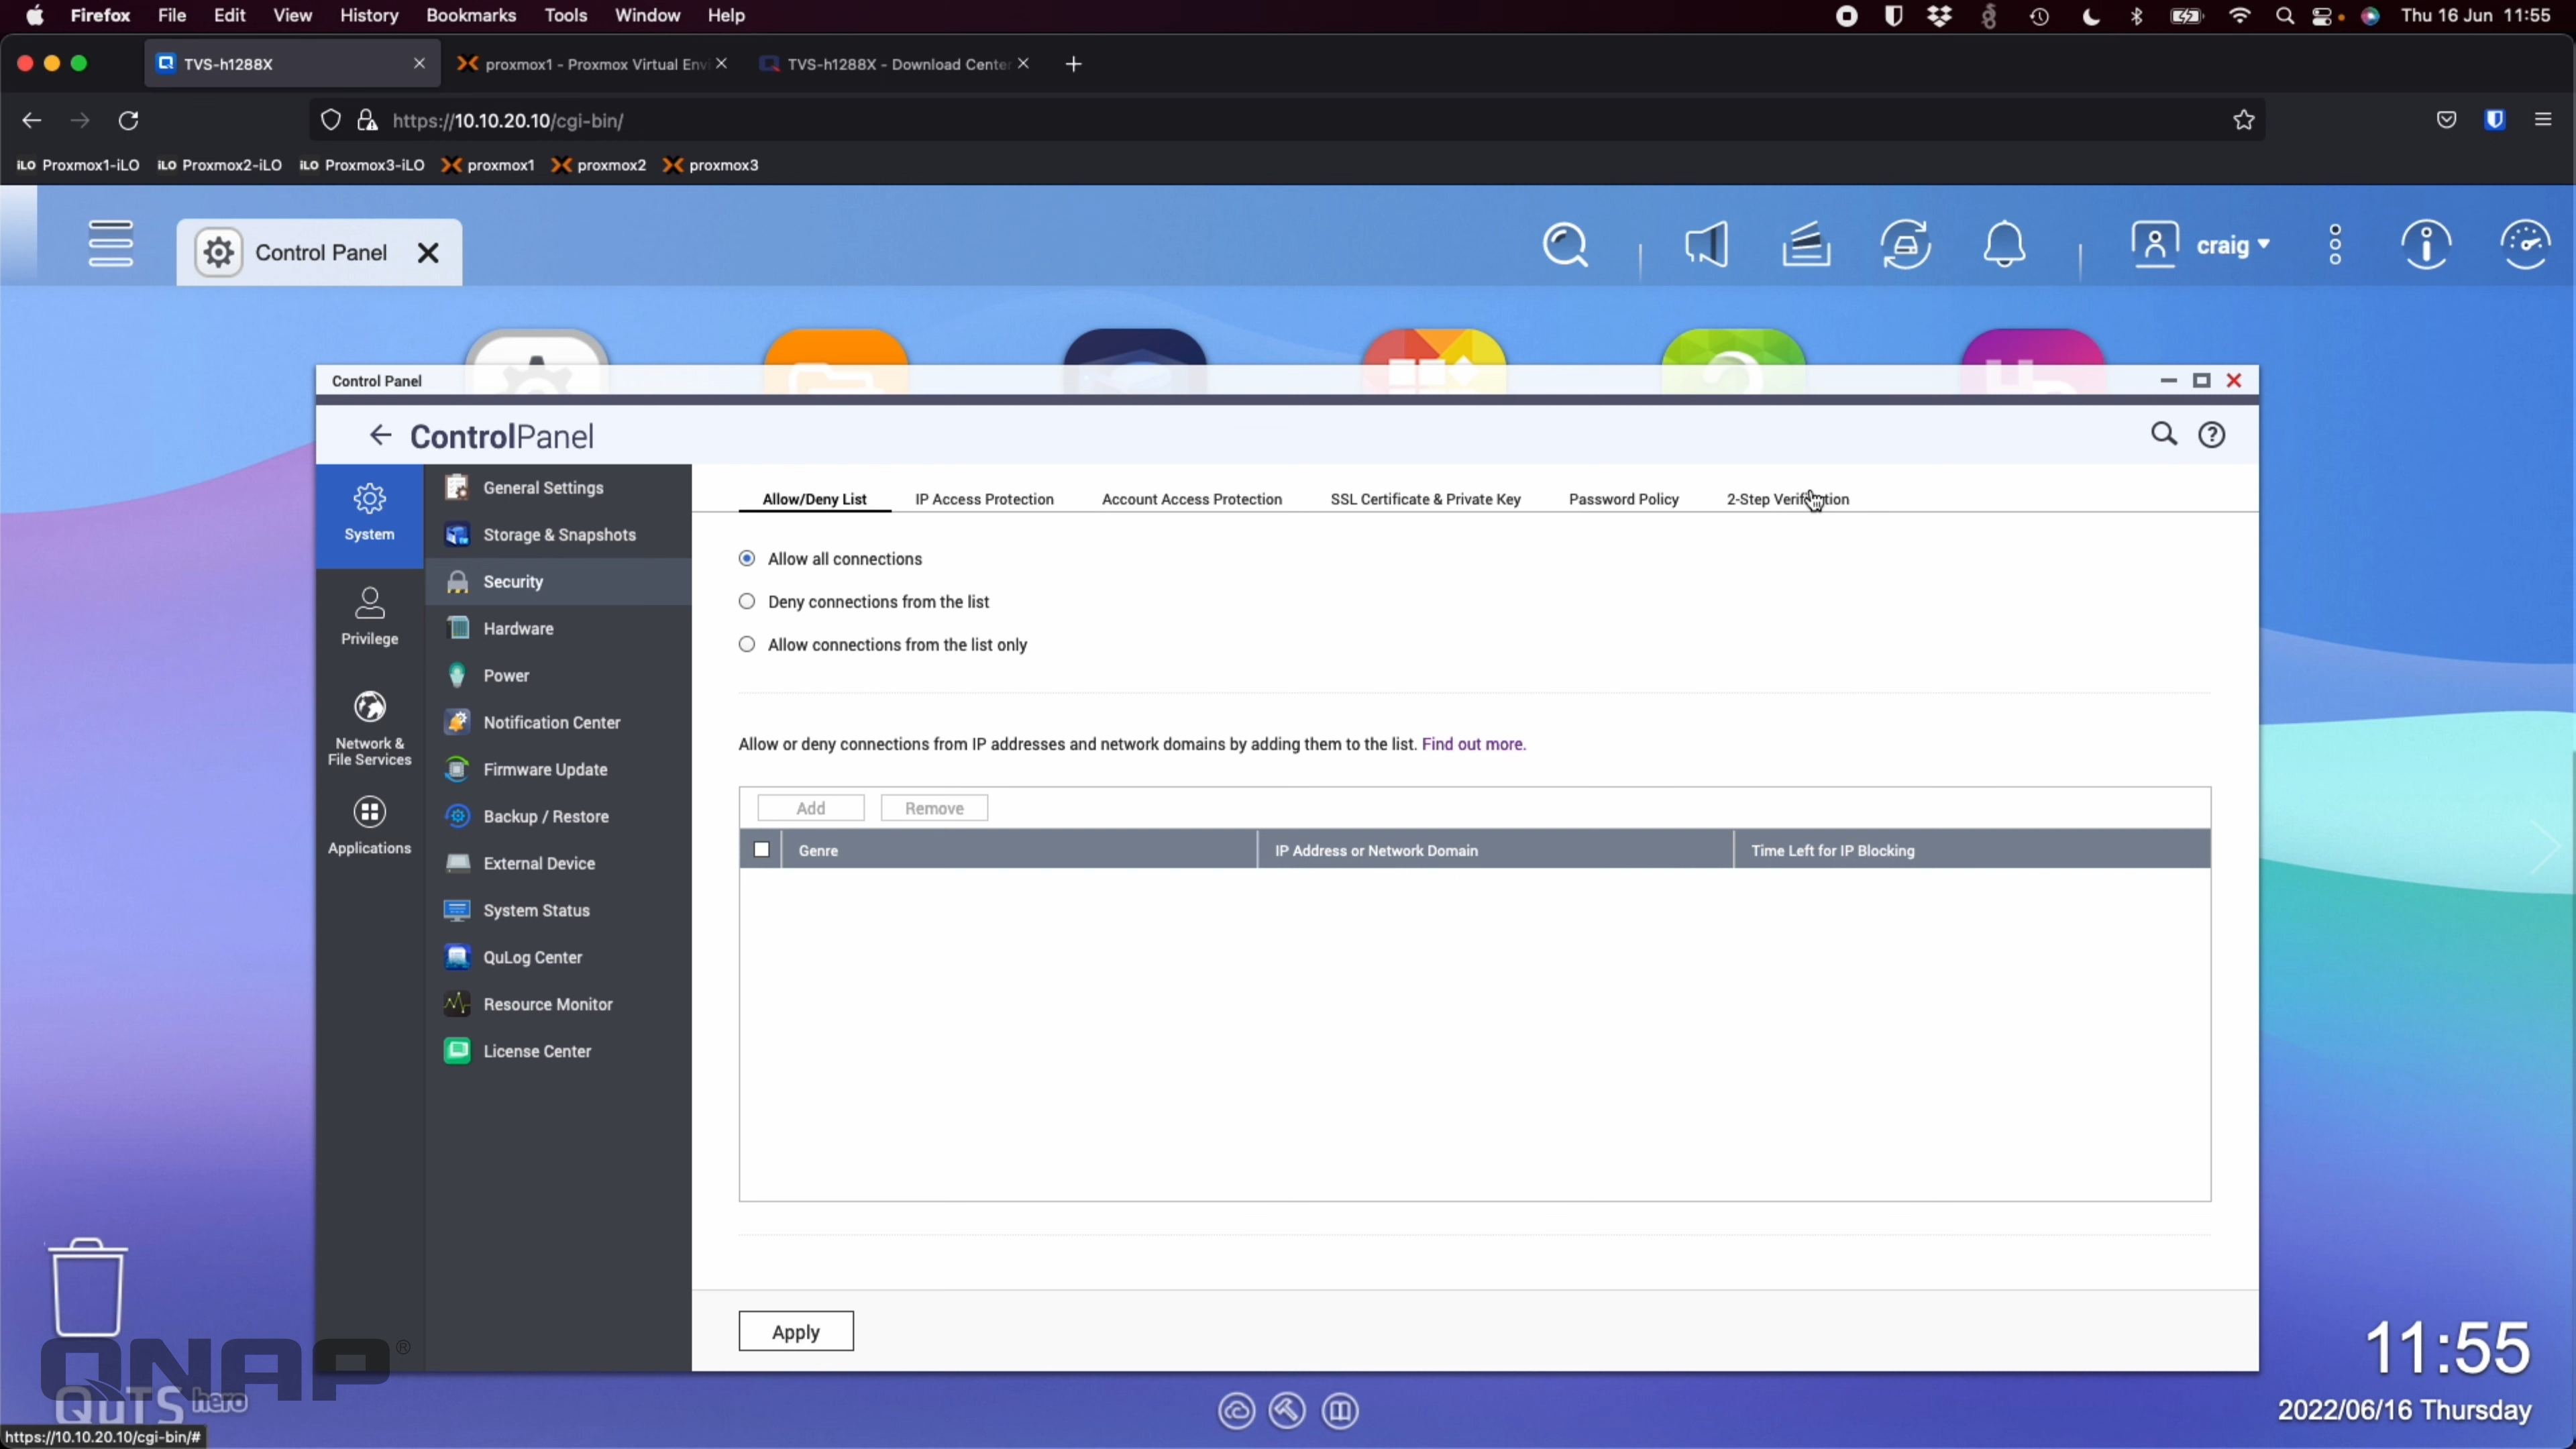 Firefox File Edit View History Bookmarks Tools Window Help Thu 16 Jun 11:55
TVS-h1288X proxmox1 - Proxmox Virtual Envi TVS-h1288X - Download Center
https://10.10.20.10/cgi-bin/
iLO Proxmox1-iLO iLO Proxmox2-iLO iLO Proxmox3-iLO proxmox1 proxmox2 proxmox3
Control Panel craig
Control Panel
ControlPanel
System
Privilege
Network &
File Services
Applications
General Settings
Storage & Snapshots
Security
Hardware
Power
Notification Center
Firmware Update
Backup / Restore
External Device
System Status
QuLog Center
Resource Monitor
License Center
Allow/Deny List IP Access Protection Account Access Protection SSL Certificate & Private Key Password Policy 2-Step Verification
Allow all connections
Deny connections from the list
Allow connections from the list only
Allow or deny connections from IP addresses and network domains by adding them to the list. Find out more.
Add Remove
Genre IP Address or Network Domain Time Left for IP Blocking
Apply
QNAP®
QuTS hero
11:55
2022/06/16 Thursday
https://10.10.20.10/cgi-bin/#